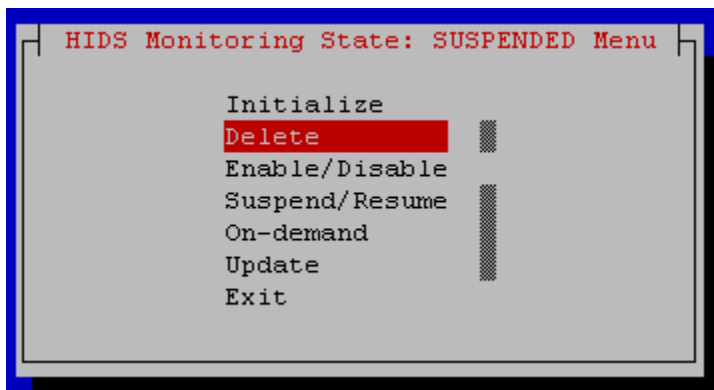 HIDS Monitoring State: SUSPENDED Menu
Initialize
Delete
Enable/Disable
Suspend/Resume
On-demand
Update
Exit